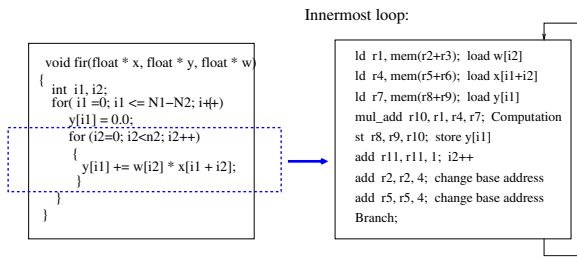 Innermost loop:
void fir(float * x, float * y, float * w)
{
int i1, i2;
for( i1 =0; i1 <= N1−N2; i++)
y[i1] = 0.0;
for (i2=0; i2<n2; i2++)
{
y[i1] += w[i2] * x[i1 + i2];
}
}
}
ld r1, mem(r2+r3); load w[i2]
ld r4, mem(r5+r6); load x[i1+i2]
ld r7, mem(r8+r9); load y[i1]
mul_add r10, r1, r4, r7; Computation
st r8, r9, r10; store y[i1]
add r11, r11, 1; i2++
add r2, r2, 4; change base address
add r5, r5, 4; change base address
Branch;